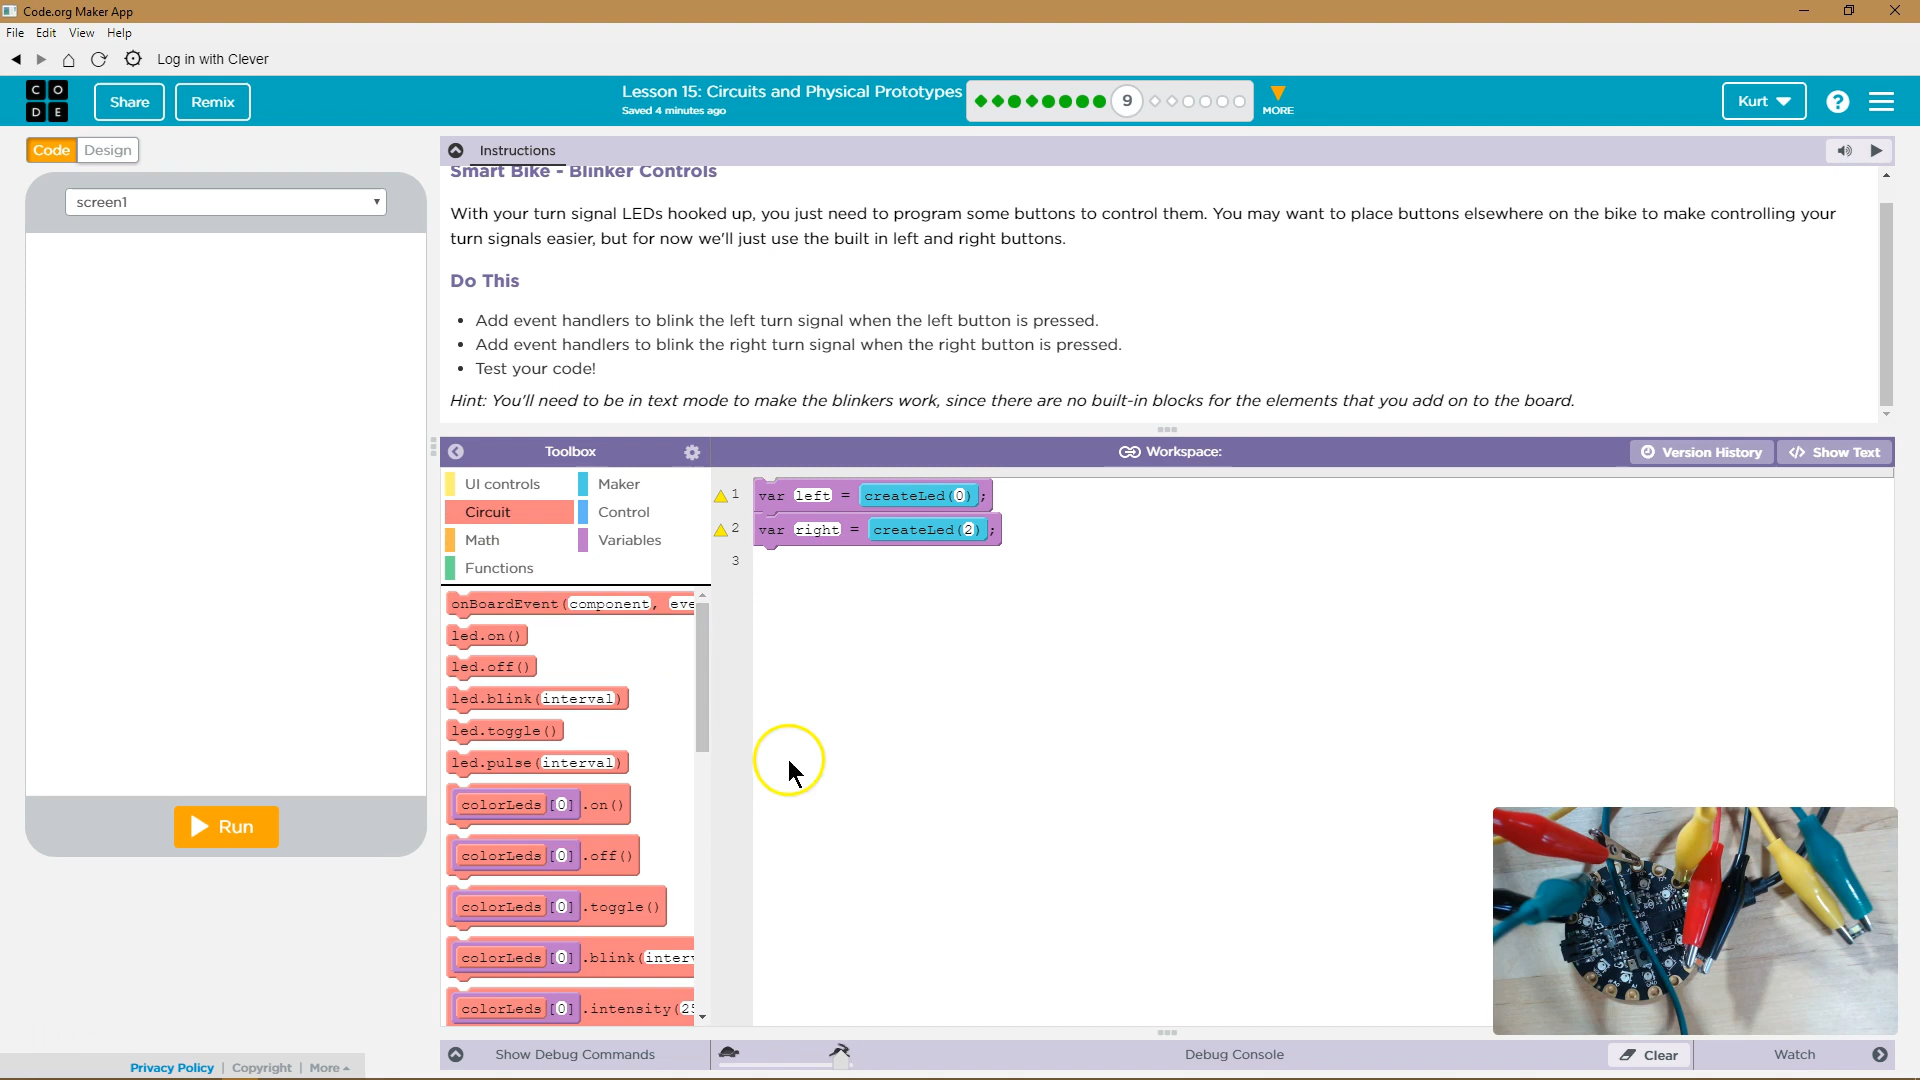 Code.org Maker App
File Edit View Help
Log in with Clever
C O D E
Share
Remix
Lesson 15: Circuits and Physical Prototypes
Saved 4 minutes ago
9
MORE
Kurt
?
Code
Design
Instructions
screen1
Smart Bike - Blinker Controls
With your turn signal LEDs hooked up, you just need to program some buttons to control them. You may want to place buttons elsewhere on the bike to make controlling your
turn signals easier, but for now we'll just use the built in left and right buttons.
Do This
• Add event handlers to blink the left turn signal when the left button is pressed.
• Add event handlers to blink the right turn signal when the right button is pressed.
• Test your code!
Hint: You'll need to be in text mode to make the blinkers work, since there are no built-in blocks for the elements that you add on to the board.
Toolbox
Workspace:
Version History
</> Show Text
UI controls
Maker
Circuit
Control
Math
Variables
Functions
1 var left = createLed(0);
2 var right = createLed(2);
3
onBoardEvent(component, eve
led.on()
led.off()
led.blink(interval)
led.toggle()
led.pulse(interval)
colorLeds[0].on()
colorLeds[0].off()
colorLeds[0].toggle()
colorLeds[0].blink(interv
colorLeds[0].intensity(25
Run
Show Debug Commands
Debug Console
Clear
Watch
Privacy Policy | Copyright | More